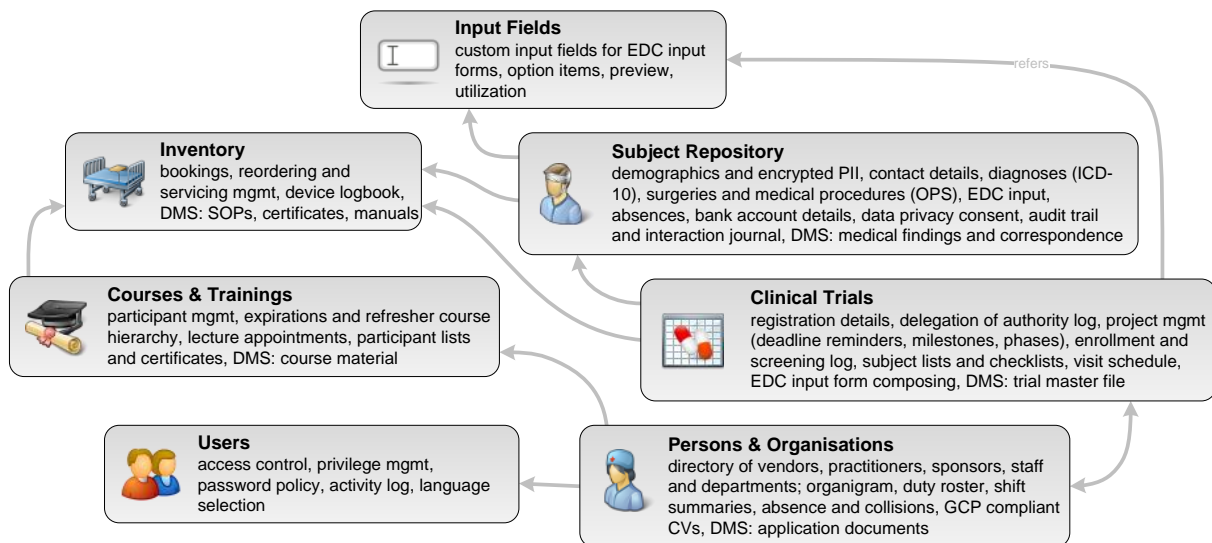 Input Fields
custom input fields for EDC input
forms, option items, preview,
utilization
refers
Inventory
bookings, reordering and
servicing mgmt, device logbook,
DMS: SOPs, certificates, manuals
Subject Repository
demographics and encrypted PII, contact details, diagnoses (ICD-
10), surgeries and medical procedures (OPS), EDC input,
absences, bank account details, data privacy consent, audit trail
and interaction journal, DMS: medical findings and correspondence
Courses & Trainings
participant mgmt, expirations and refresher course
hierarchy, lecture appointments, participant lists
and certificates, DMS: course material
Clinical Trials
registration details, delegation of authority log, project mgmt
(deadline reminders, milestones, phases), enrollment and
screening log, subject lists and checklists, visit schedule,
EDC input form composing, DMS: trial master file
Users
access control, privilege mgmt,
password policy, activity log, language
selection
Persons & Organisations
directory of vendors, practitioners, sponsors, staff
and departments; organigram, duty roster, shift
summaries, absence and collisions, GCP compliant
CVs, DMS: application documents